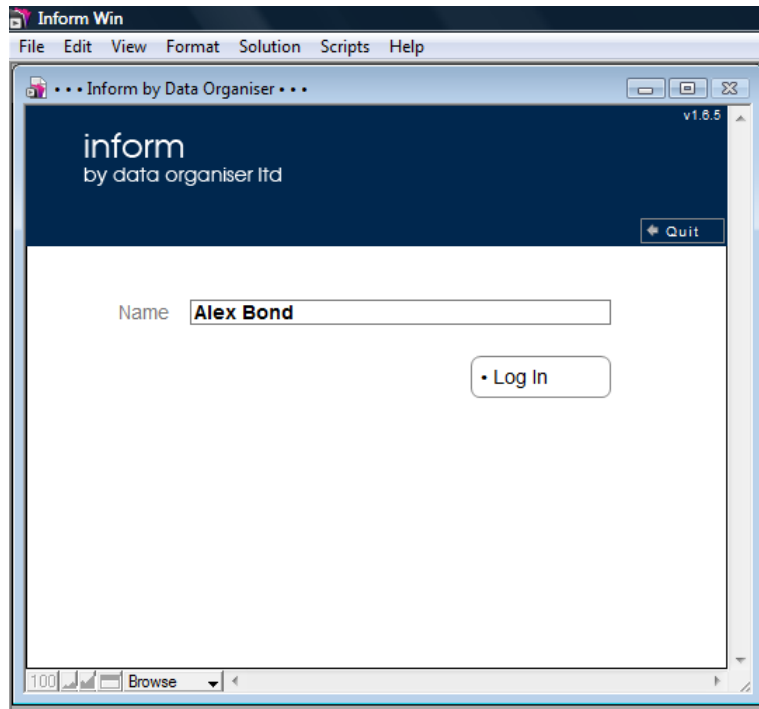 Inform Win
File Edit View Format Solution Scripts Help
• • • Inform by Data Organiser • • •
v1.6.5
inform
by data organiser ltd
Quit
Name Alex Bond
• Log In
100 Browse